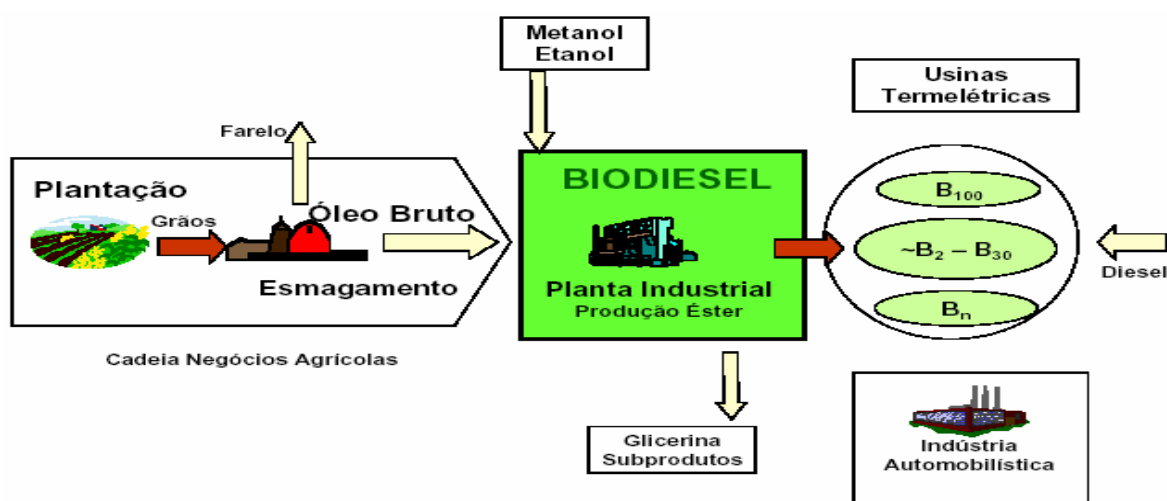 Metanol
Etanol
Usinas
Termelétricas
Farelo
Plantação
Grãos
Óleo Bruto
Esmagamento
Cadeia Negócios Agrícolas
BIODIESEL
Planta Industrial
Produção Éster
B100
~B2 – B30
Bn
Diesel
Glicerina
Subprodutos
Indústria
Automobilística